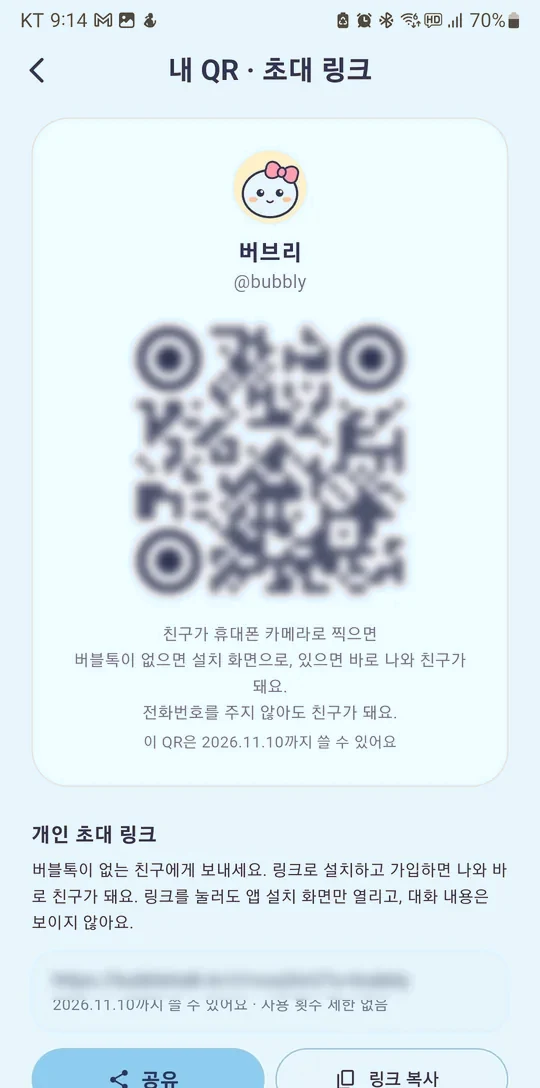 KT 9:14 HD 70%
내 QR · 초대 링크
버브리
@bubbly
친구가 휴대폰 카메라로 찍으면
버블톡이 없으면 설치 화면으로, 있으면 바로 나와 친구가
돼요.
전화번호를 주지 않아도 친구가 돼요.
이 QR은 2026.11.10까지 쓸 수 있어요
개인 초대 링크
버블톡이 없는 친구에게 보내세요. 링크로 설치하고 가입하면 나와 바
로 친구가 돼요. 링크를 눌러도 앱 설치 화면만 열리고, 대화 내용은
보이지 않아요.
2026.11.10까지 쓸 수 있어요 · 사용 횟수 제한 없음
공유
링크 복사